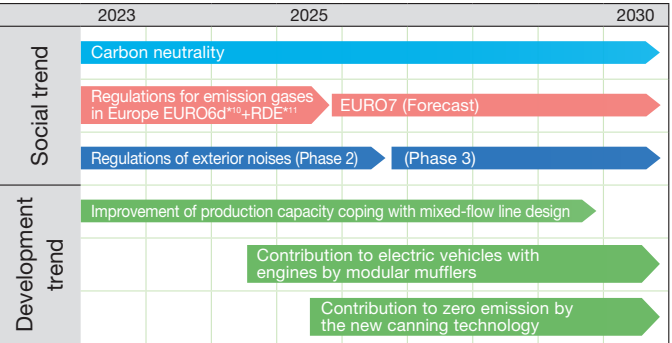 2023 2025 2030
Social trend
Carbon neutrality
Regulations for emission gases
in Europe EURO6d*10+RDE*11
EURO7 (Forecast)
Regulations of exterior noises (Phase 2)
(Phase 3)
Development
trend
Improvement of production capacity coping with mixed-flow line design
Contribution to electric vehicles with
engines by modular mufflers
Contribution to zero emission by
the new canning technology